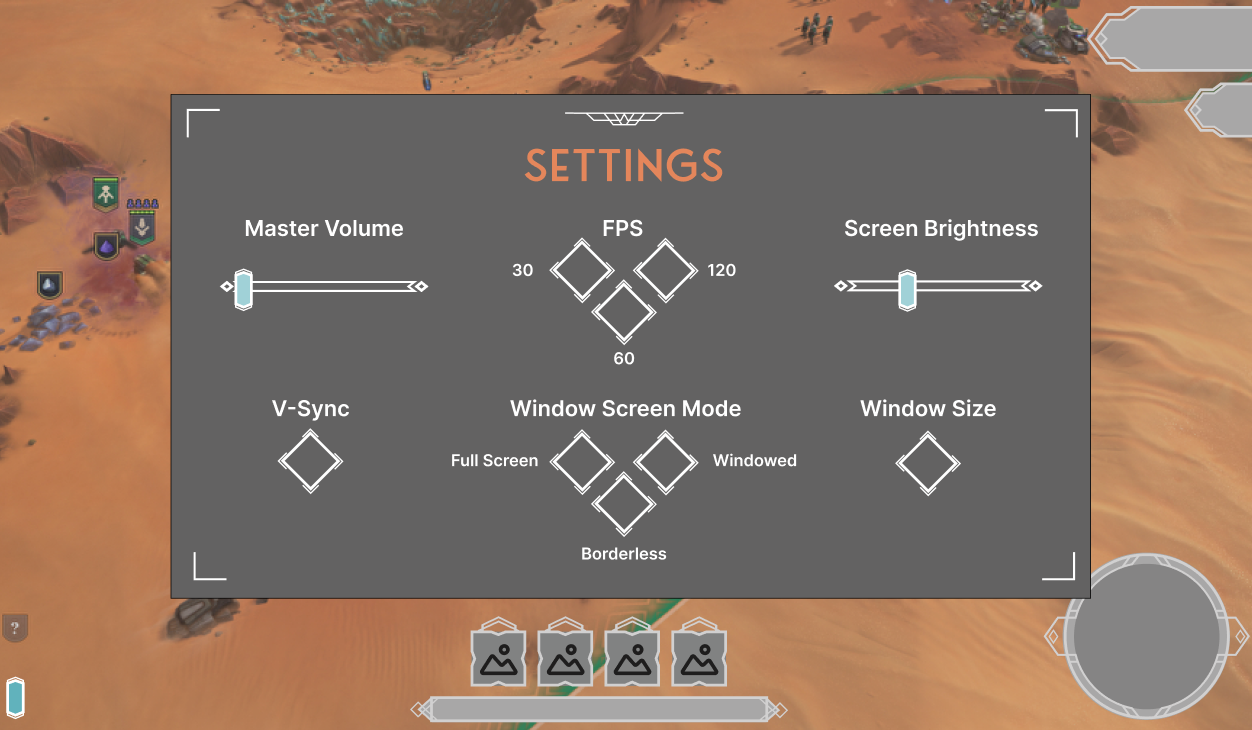 SETTINGS
Master Volume
FPS
Screen Brightness
30
120
60
V-Sync
Window Screen Mode
Window Size
Full Screen
Windowed
Borderless
?